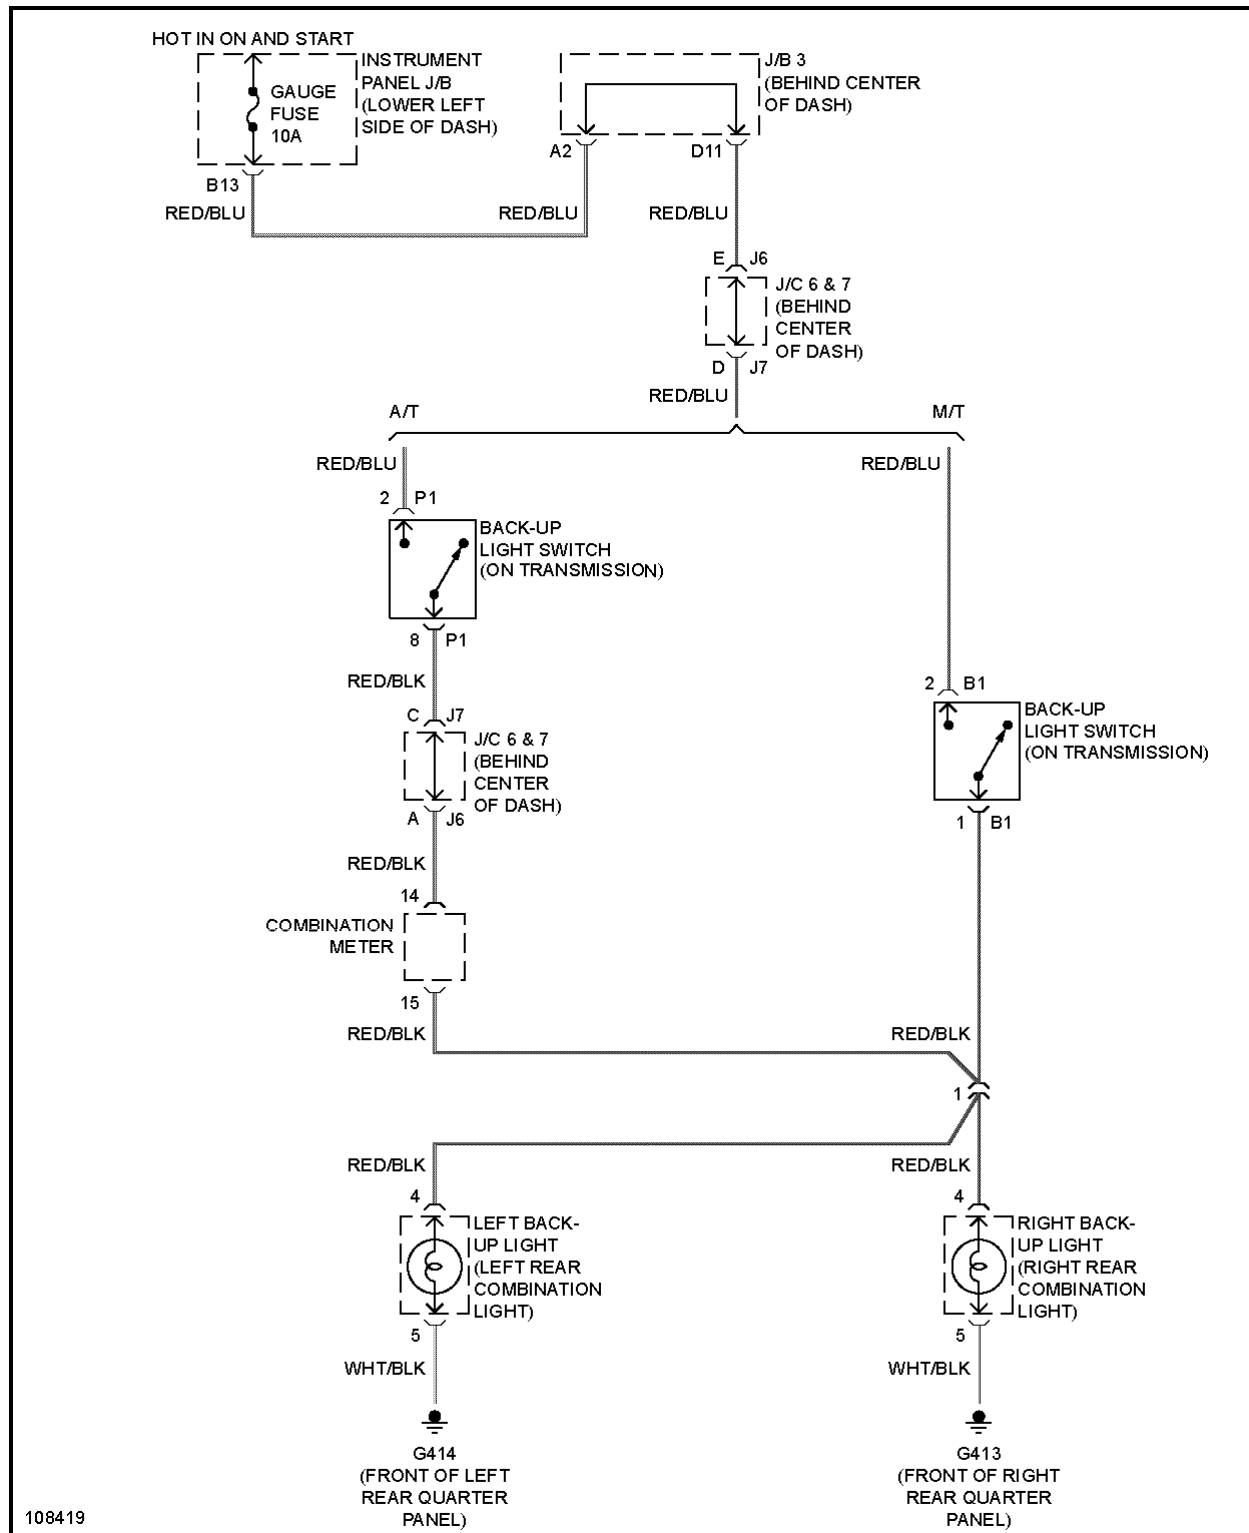 HOT IN ON AND START
INSTRUMENT
PANEL J/B
(LOWER LEFT
SIDE OF DASH)
GAUGE
FUSE
10A
J/B 3
(BEHIND CENTER
OF DASH)
B13
A2
D11
RED/BLU
RED/BLU
RED/BLU
E
J6
J/C 6 & 7
(BEHIND
CENTER
OF DASH)
D
J7
RED/BLU
A/T
M/T
RED/BLU
RED/BLU
2
P1
BACK-UP
LIGHT SWITCH
(ON TRANSMISSION)
8
P1
RED/BLK
2
B1
BACK-UP
LIGHT SWITCH
(ON TRANSMISSION)
1
B1
C
J7
J/C 6 & 7
(BEHIND
CENTER
OF DASH)
A
J6
RED/BLK
14
COMBINATION
METER
15
RED/BLK
RED/BLK
1
RED/BLK
RED/BLK
4
4
LEFT BACK-
UP LIGHT
(LEFT REAR
COMBINATION
LIGHT)
RIGHT BACK-
UP LIGHT
(RIGHT REAR
COMBINATION
LIGHT)
5
5
WHT/BLK
WHT/BLK
G414
(FRONT OF LEFT
REAR QUARTER
PANEL)
G413
(FRONT OF RIGHT
REAR QUARTER
PANEL)
108419